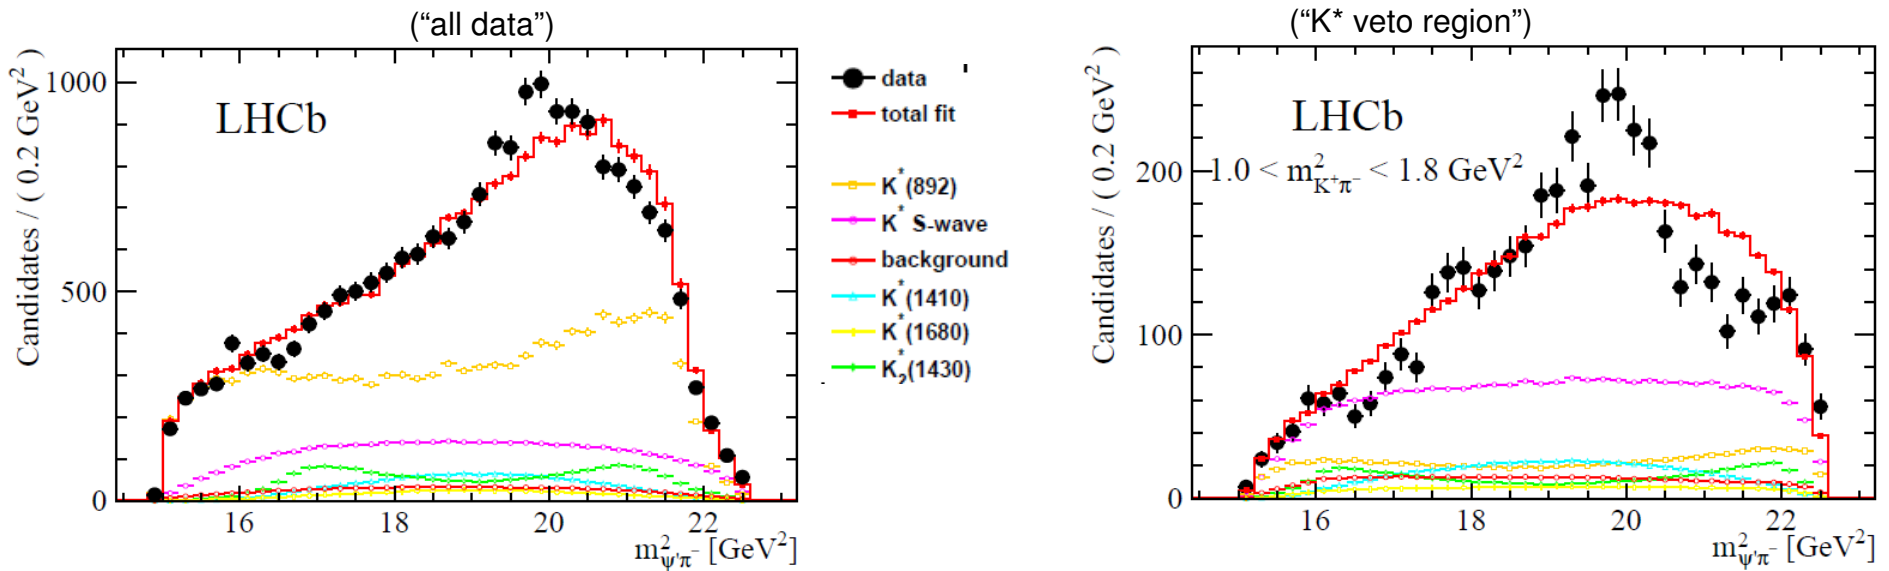 (“all data”)
Candidates / ( 0.2 GeV² )
1000
500
0
LHCb
16 18 20 22
m²ψ'π⁻ [GeV²]
data
total fit
K*(892)
K* S-wave
background
K*(1410)
K*(1680)
K*₂(1430)
(“K* veto region”)
Candidates / ( 0.2 GeV² )
200
100
0
LHCb
1.0 < m²K⁺π⁻ < 1.8 GeV²
16 18 20 22
m²ψ'π⁻ [GeV²]